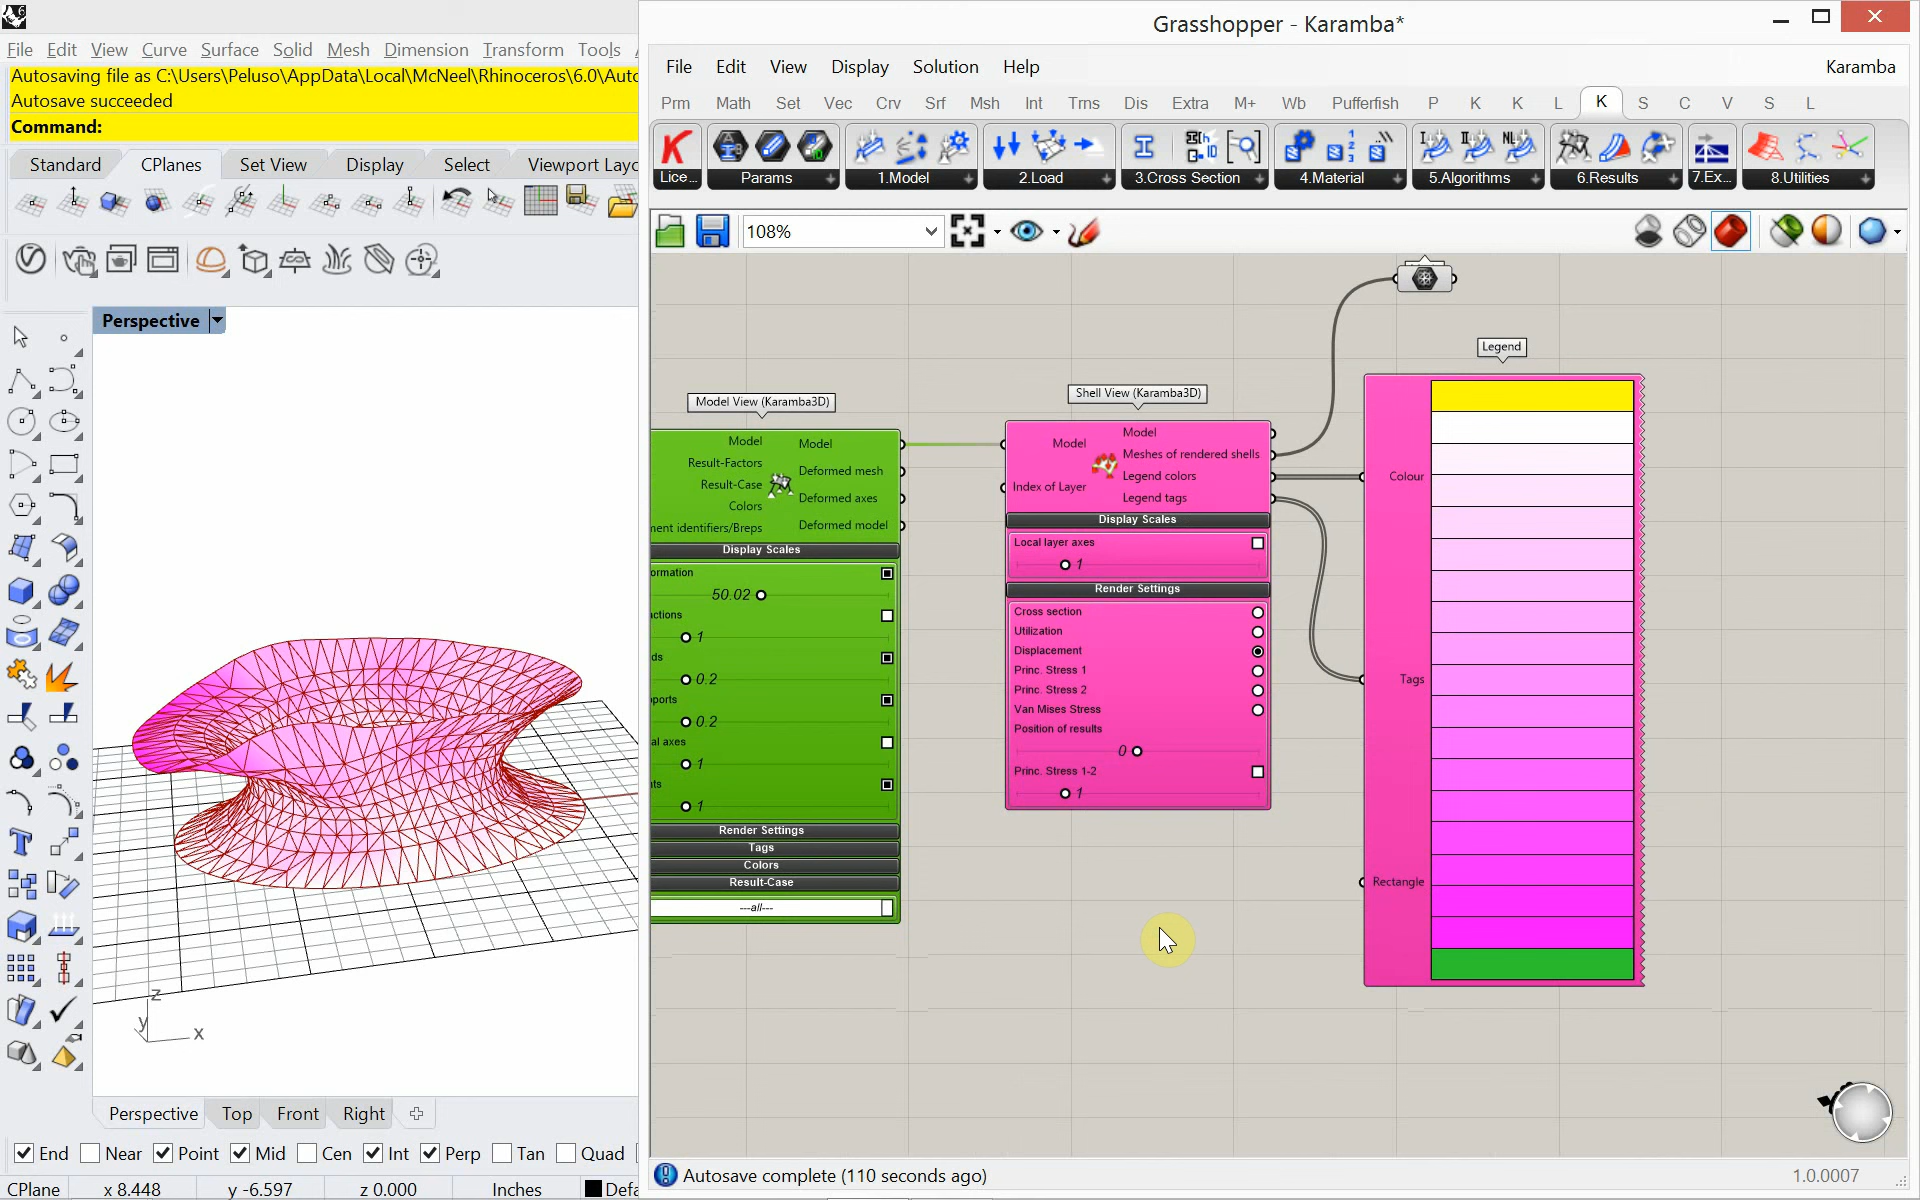 File Edit View Curve Surface Solid Mesh Dimension Transform Tools
Autosaving file as C:\Users\Peluso\AppData\Local\McNeel\Rhinoceros\6.0\Auto
Autosave succeeded
Command:
Standard CPlanes Set View Display Select Viewport Layo
Perspective
z
y
x
Perspective Top Front Right
End Near Point Mid Cen Int Perp Tan Quad
CPlane x 8.448 y -6.597 z 0.000 Inches Defa
Grasshopper - Karamba*
File Edit View Display Solution Help Karamba
Prm Math Set Vec Crv Srf Msh Int Trns Dis Extra M+ Wb Pufferfish P K K L K S C V S L
Lice... Params 1.Model 2.Load 3.Cross Section 4.Material 5.Algorithms 6.Results 7.Ex... 8.Utilities
108%
Model View (Karamba3D)
Model Model
Result-Factors Deformed mesh
Result-Case Deformed axes
Colors Deformed model
nent identifiers/Breps
Display Scales
ormation
50.02
actions
1
ds
0.2
ports
0.2
al axes
1
nts
1
Render Settings
Tags
Colors
Result-Case
---all---
Shell View (Karamba3D)
Model
Index of Layer
Model
Meshes of rendered shells
Legend colors
Legend tags
Display Scales
Local layer axes
1
Render Settings
Cross section
Utilization
Displacement
Princ. Stress 1
Princ. Stress 2
Van Mises Stress
Position of results
0
Princ. Stress 1-2
1
Legend
Colour
Tags
Rectangle
Autosave complete (110 seconds ago)
1.0.0007